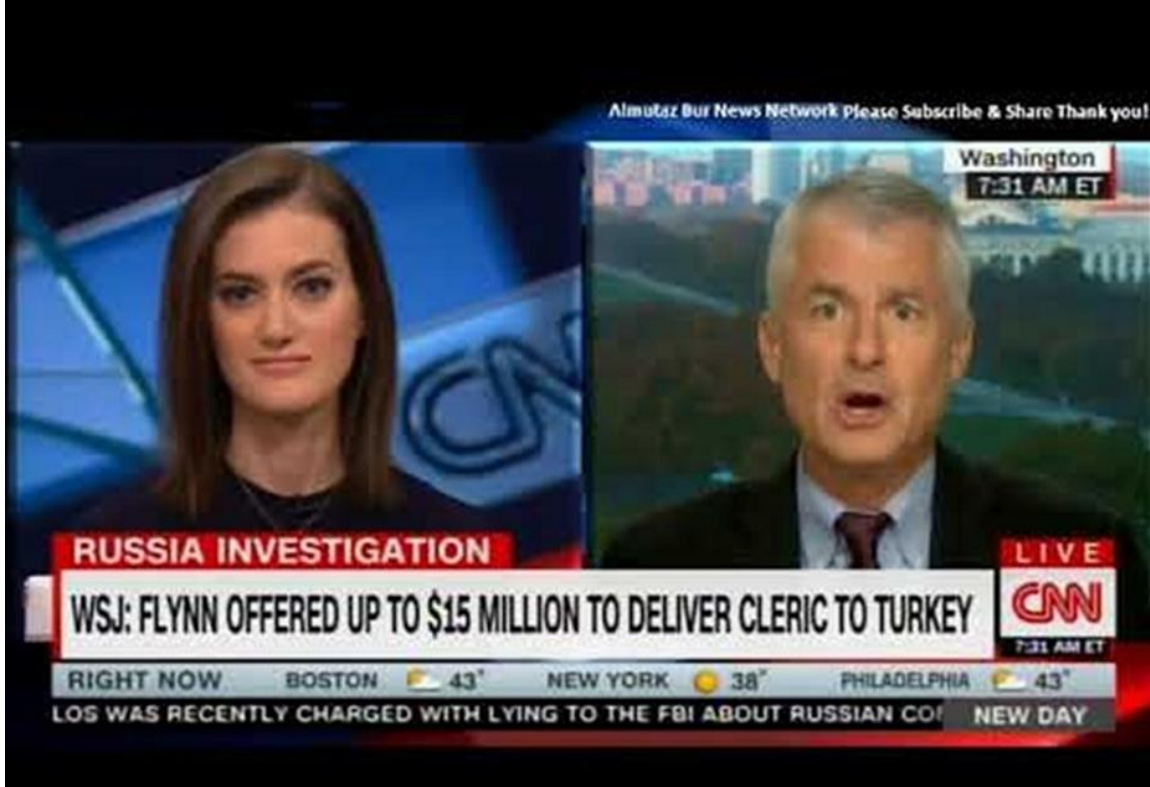 Almutaz Bur News Network Please Subscribe & Share Thank you!
Washington
7:31 AM ET
CNN
RUSSIA INVESTIGATION
LIVE
WSJ: FLYNN OFFERED UP TO $15 MILLION TO DELIVER CLERIC TO TURKEY
CNN
7:31 AM ET
RIGHT NOW BOSTON 43° NEW YORK 38° PHILADELPHIA 43°
LOS WAS RECENTLY CHARGED WITH LYING TO THE FBI ABOUT RUSSIAN NEW DAY